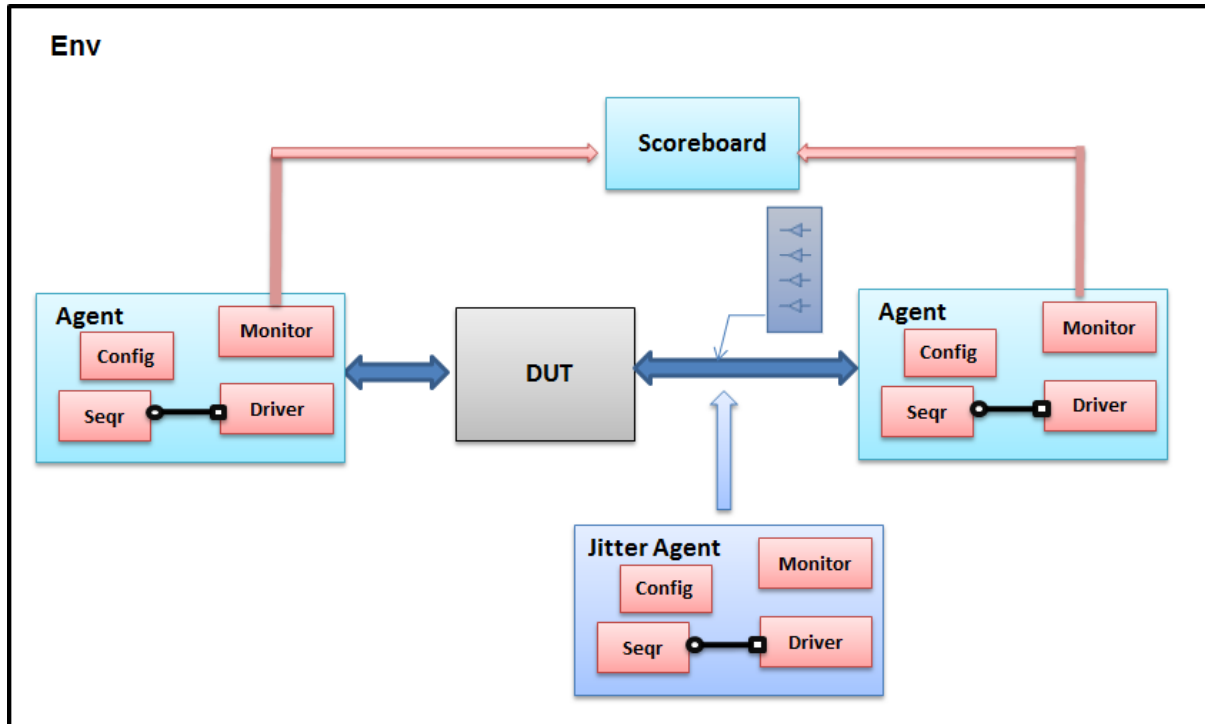 Env
Scoreboard
Agent
Monitor
Config
Seqr
Driver
DUT
Agent
Monitor
Config
Seqr
Driver
Jitter Agent
Monitor
Config
Seqr
Driver